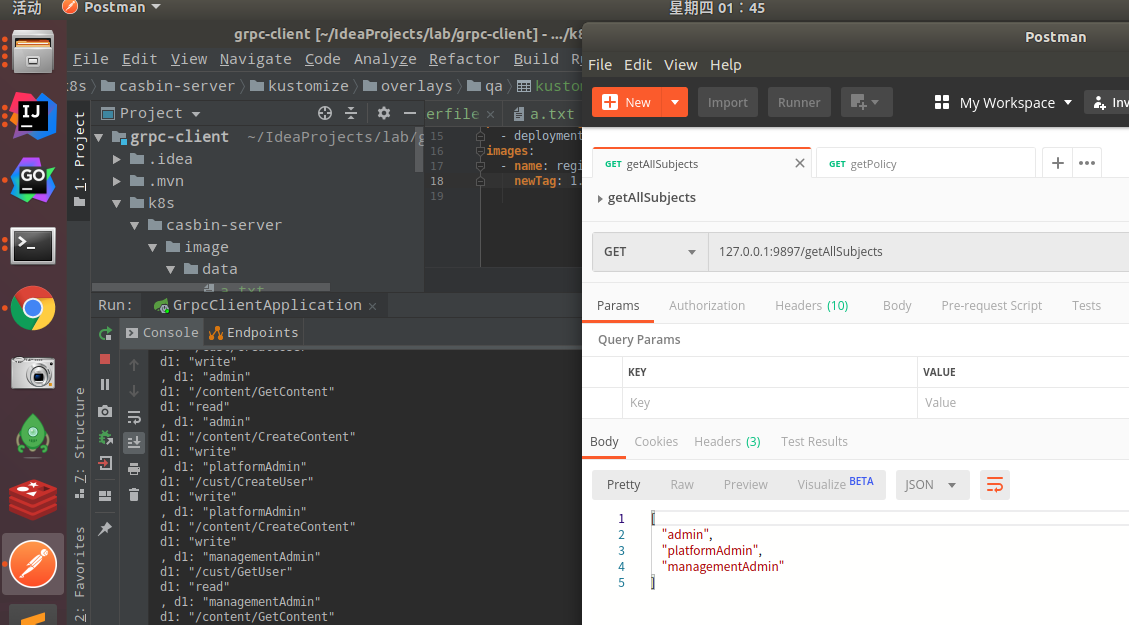 活动
Postman
星期四 01：45
grpc-client [~/IdeaProjects/lab/grpc-client] - .../k8
File Edit View Navigate Code Analyze Refactor Build
k8s casbin-server kustomize overlays qa
1: Project
7: Structure
2: Favorites
Project
grpc-client ~/IdeaProjects/lab/g
.idea
.mvn
k8s
casbin-server
image
data
a.txt
erfile
a.txt
15 - deployment
16 images:
17 - name: regi
18 newTag: 1.
19
Run: GrpcClientApplication
Console Endpoints
d1: "write"
, d1: "admin"
d1: "/content/GetContent"
d1: "read"
, d1: "admin"
d1: "/content/CreateContent"
d1: "write"
, d1: "platformAdmin"
d1: "/cust/CreateUser"
d1: "write"
, d1: "platformAdmin"
d1: "/content/CreateContent"
d1: "write"
, d1: "managementAdmin"
d1: "/cust/GetUser"
d1: "read"
, d1: "managementAdmin"
d1: "/content/GetContent"
Postman
File Edit View Help
New Import Runner My Workspace Inv
GET getAllSubjects
GET getPolicy
getAllSubjects
GET 127.0.0.1:9897/getAllSubjects
Params Authorization Headers (10) Body Pre-request Script Tests
Query Params
KEY VALUE
Key Value
Body Cookies Headers (3) Test Results
Pretty Raw Preview Visualize BETA JSON
1 [
2 "admin",
3 "platformAdmin",
4 "managementAdmin"
5 ]